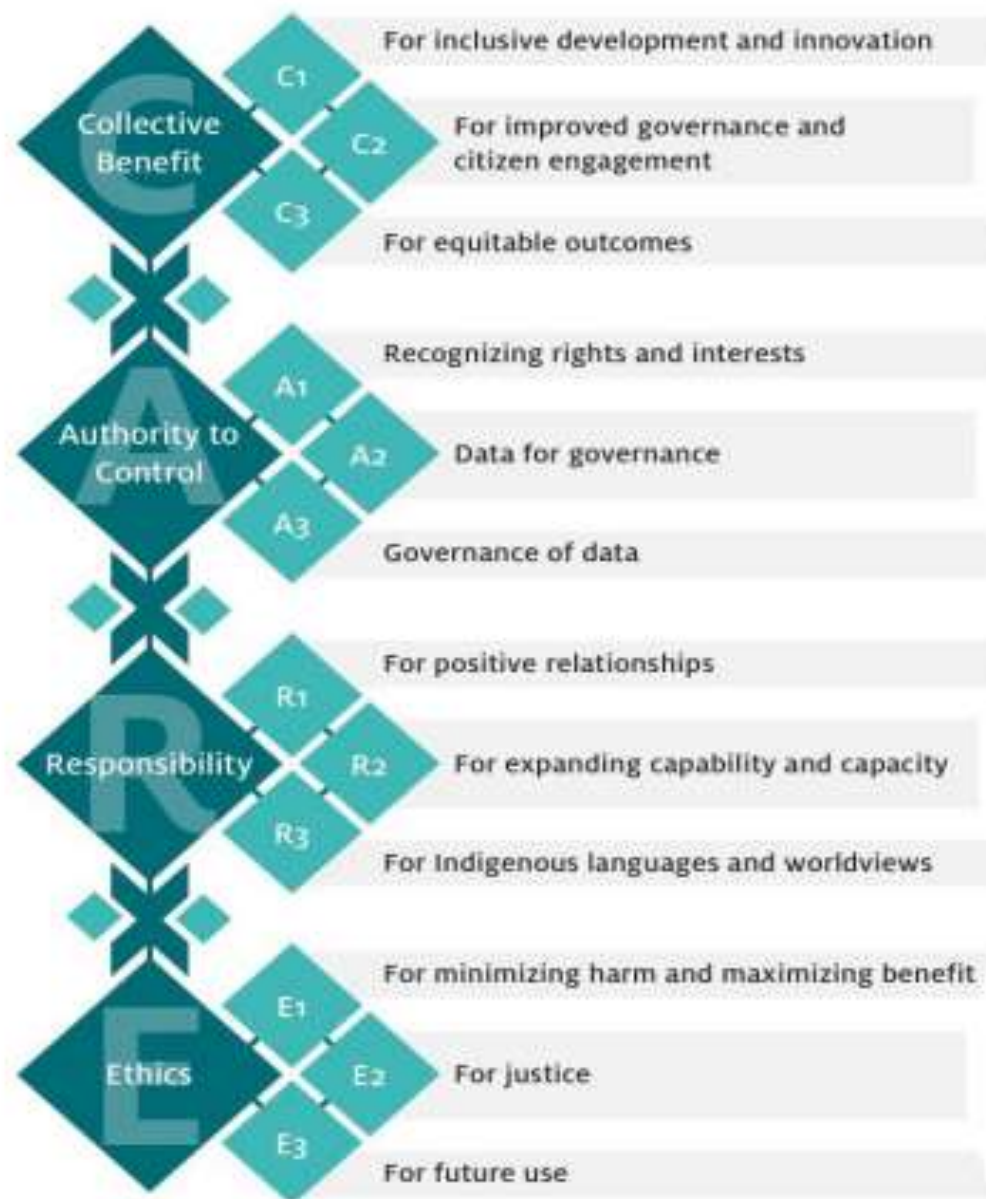 C
Collective
Benefit
C1
For inclusive development and innovation
C2
For improved governance and
citizen engagement
C3
For equitable outcomes
A
Authority to
Control
A1
Recognizing rights and interests
A2
Data for governance
A3
Governance of data
R
Responsibility
R1
For positive relationships
R2
For expanding capability and capacity
R3
For Indigenous languages and worldviews
E
Ethics
E1
For minimizing harm and maximizing benefit
E2
For justice
E3
For future use